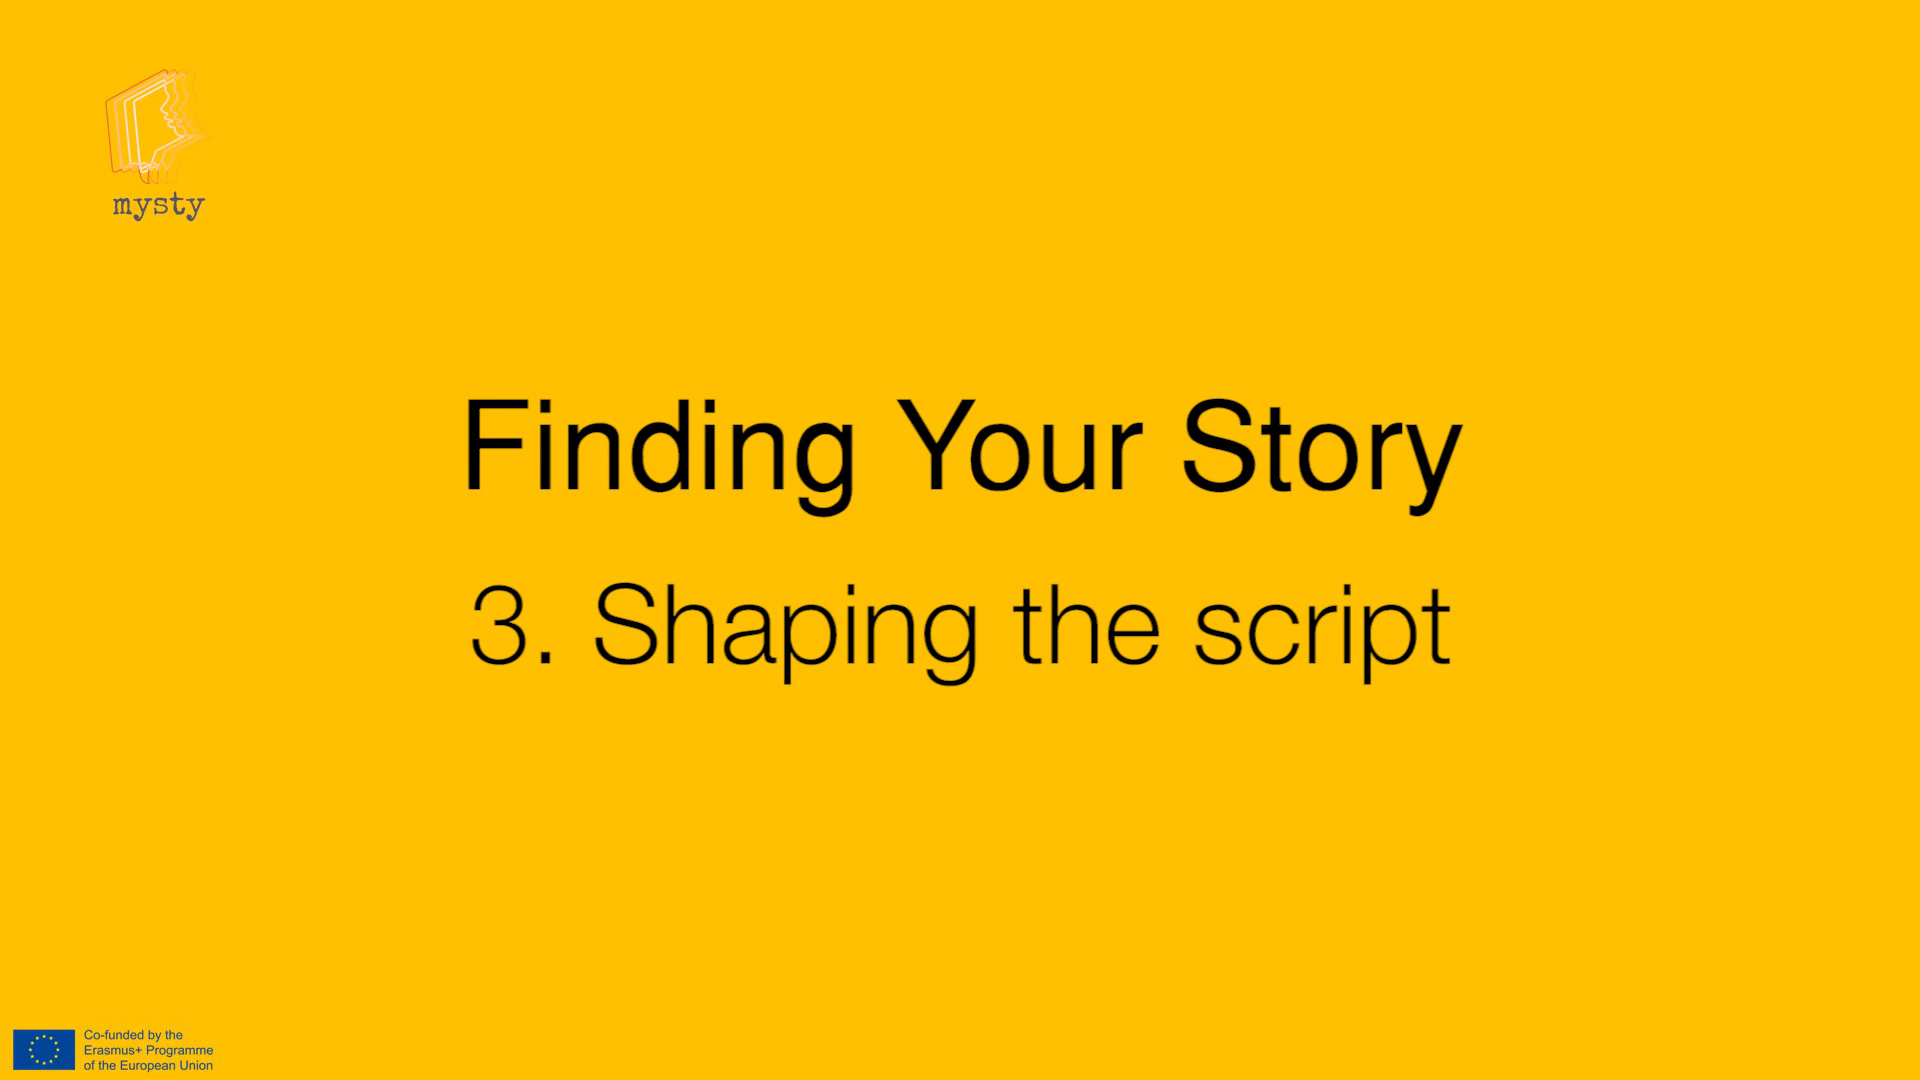 mysty
Finding Your Story
3. Shaping the script
Co-funded by the
Erasmus+ Programme
of the European Union